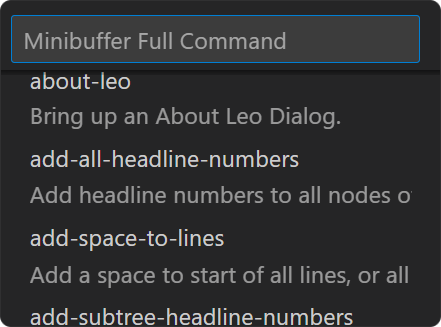 Minibuffer Full Command
about-leo
Bring up an About Leo Dialog.
add-all-headline-numbers
Add headline numbers to all nodes
add-space-to-lines
Add a space to start of all lines, or all
add-subtree-headline-numbers